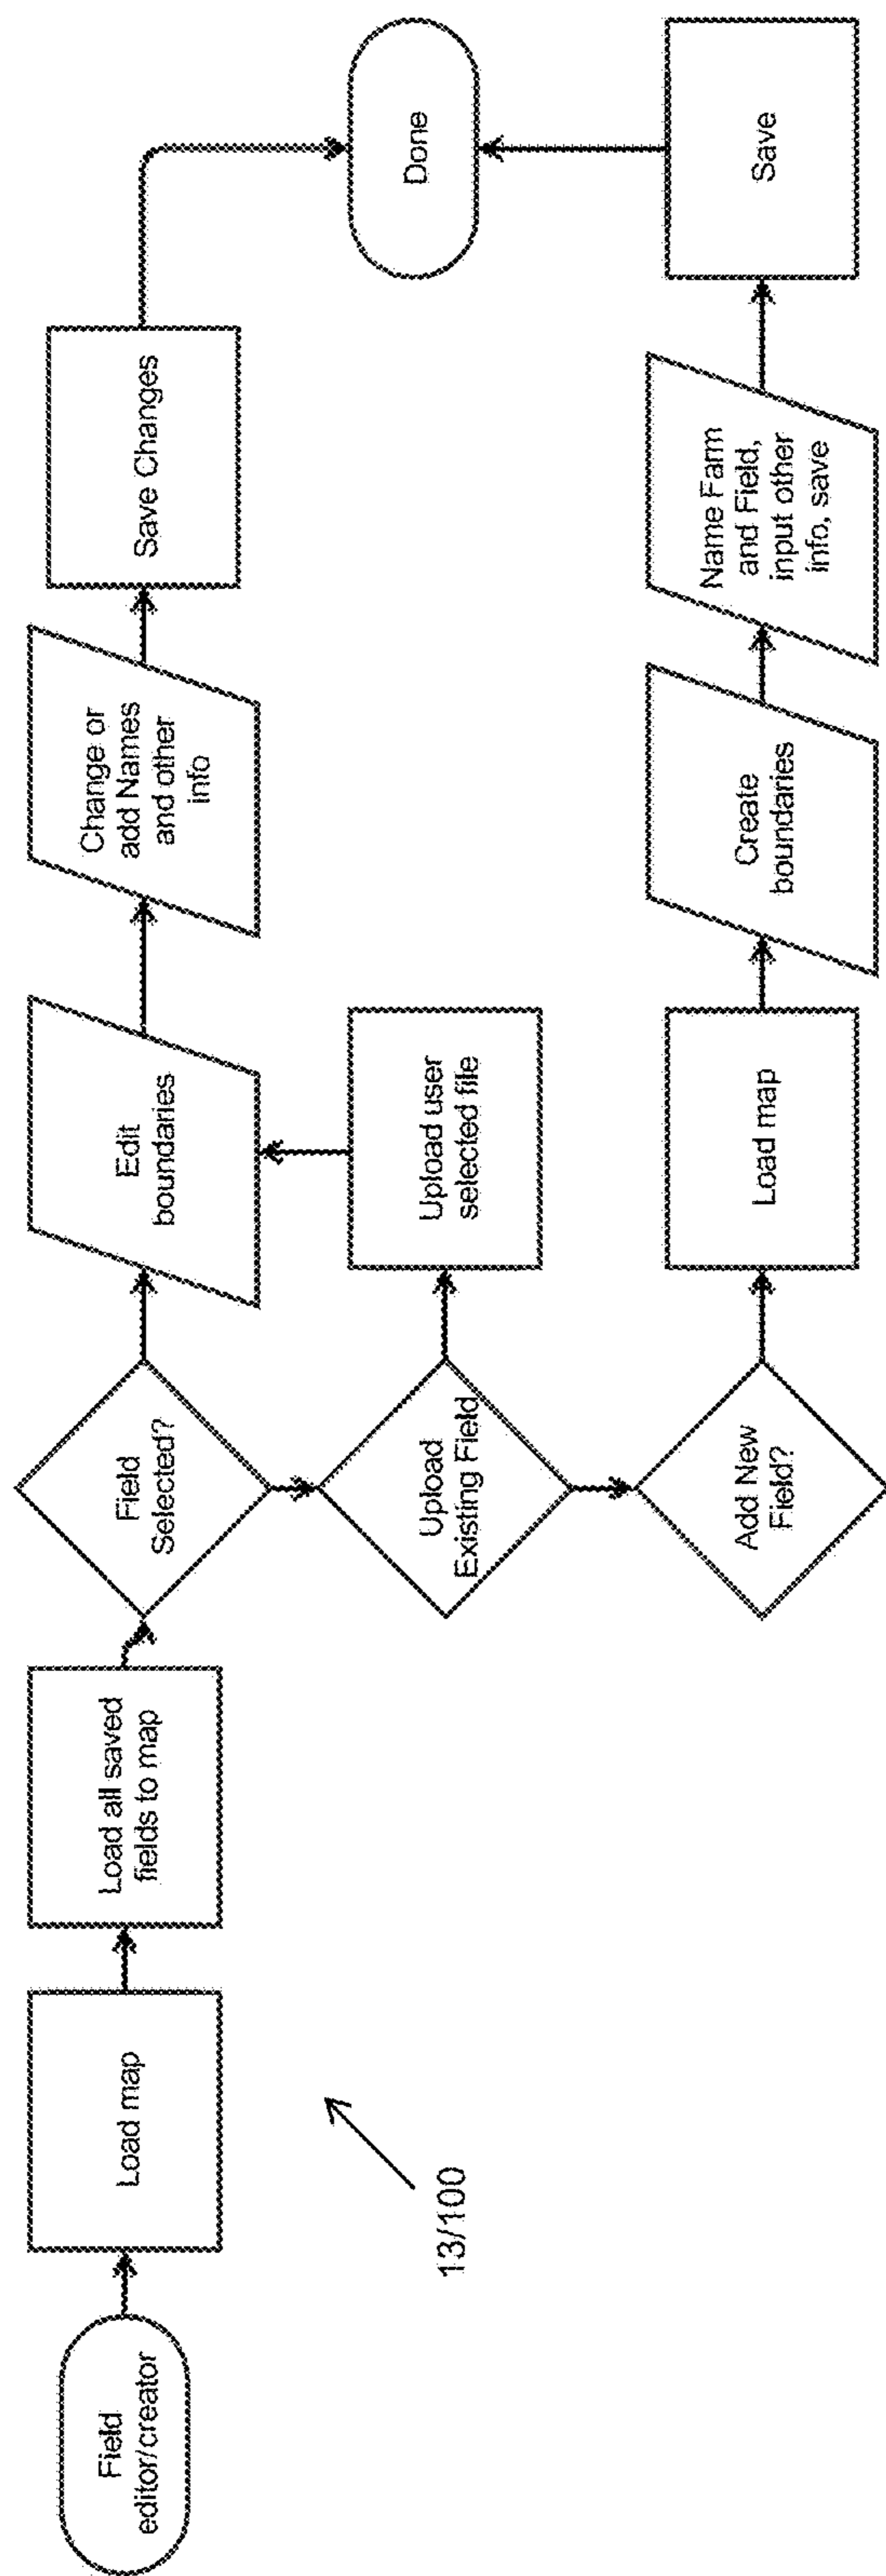 Field
editor/creator
Load map
Load all saved
fields to map
Field
Selected?
Edit
boundaries
Change or
add Names
and other
info
Save Changes
Done
Upload
Existing Field
Upload user
selected file
Add New
Field?
Load map
Create
boundaries
Name Farm
and Field,
input other
info, save
Save
13/100